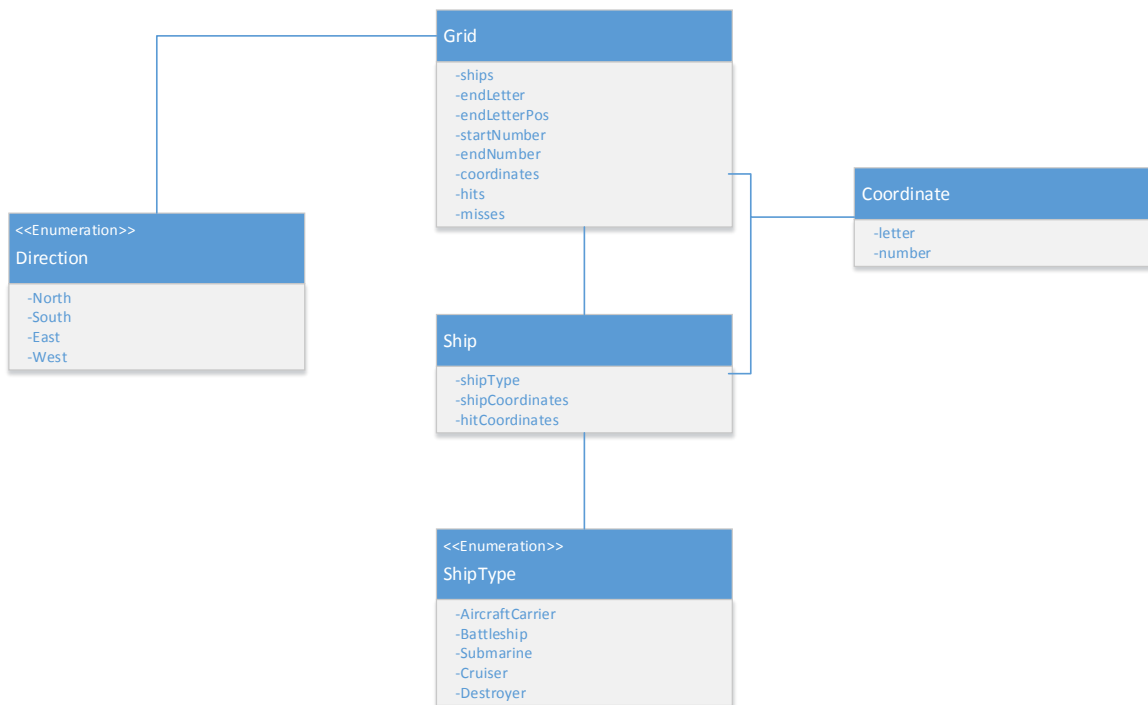 Grid
-ships
-endLetter
-endLetterPos
-startNumber
-endNumber
-coordinates
-hits
-misses
<<Enumeration>>
Direction
-North
-South
-East
-West
Coordinate
-letter
-number
Ship
-shipType
-shipCoordinates
-hitCoordinates
<<Enumeration>>
ShipType
-AircraftCarrier
-Battleship
-Submarine
-Cruiser
-Destroyer